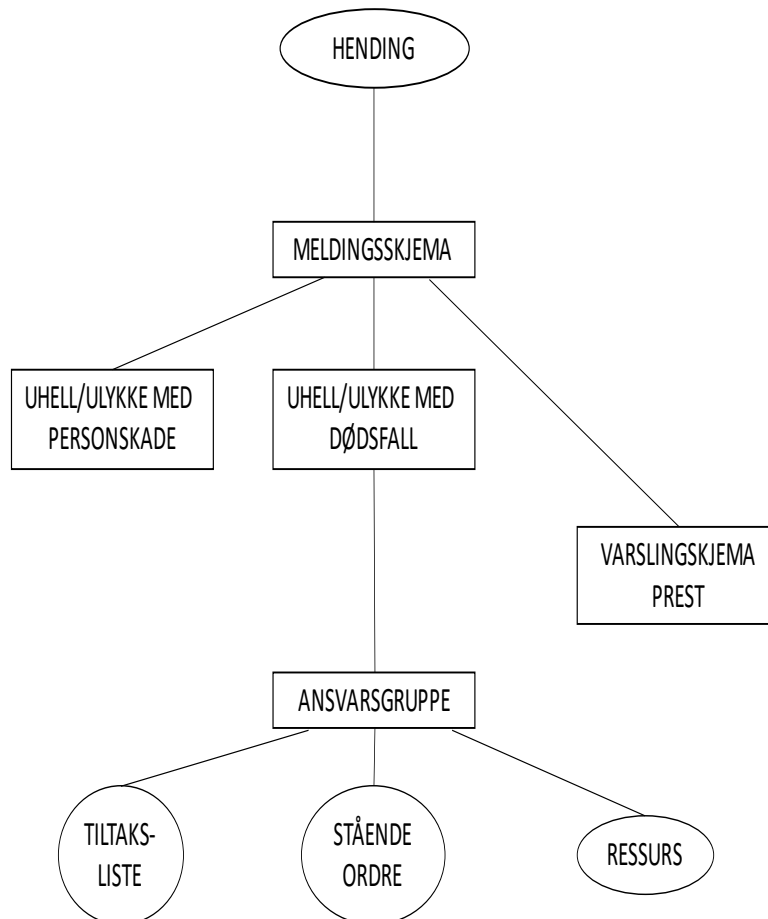 HENDING
MELDINGSSKJEMA
UHELL/ULYKKE MED
PERSONSKADE
UHELL/ULYKKE MED
DØDSFALL
VARSLINGSKJEMA
PREST
ANSVARSGRUPPE
TILTAKS-
LISTE
STÅENDE
ORDRE
RESSURS